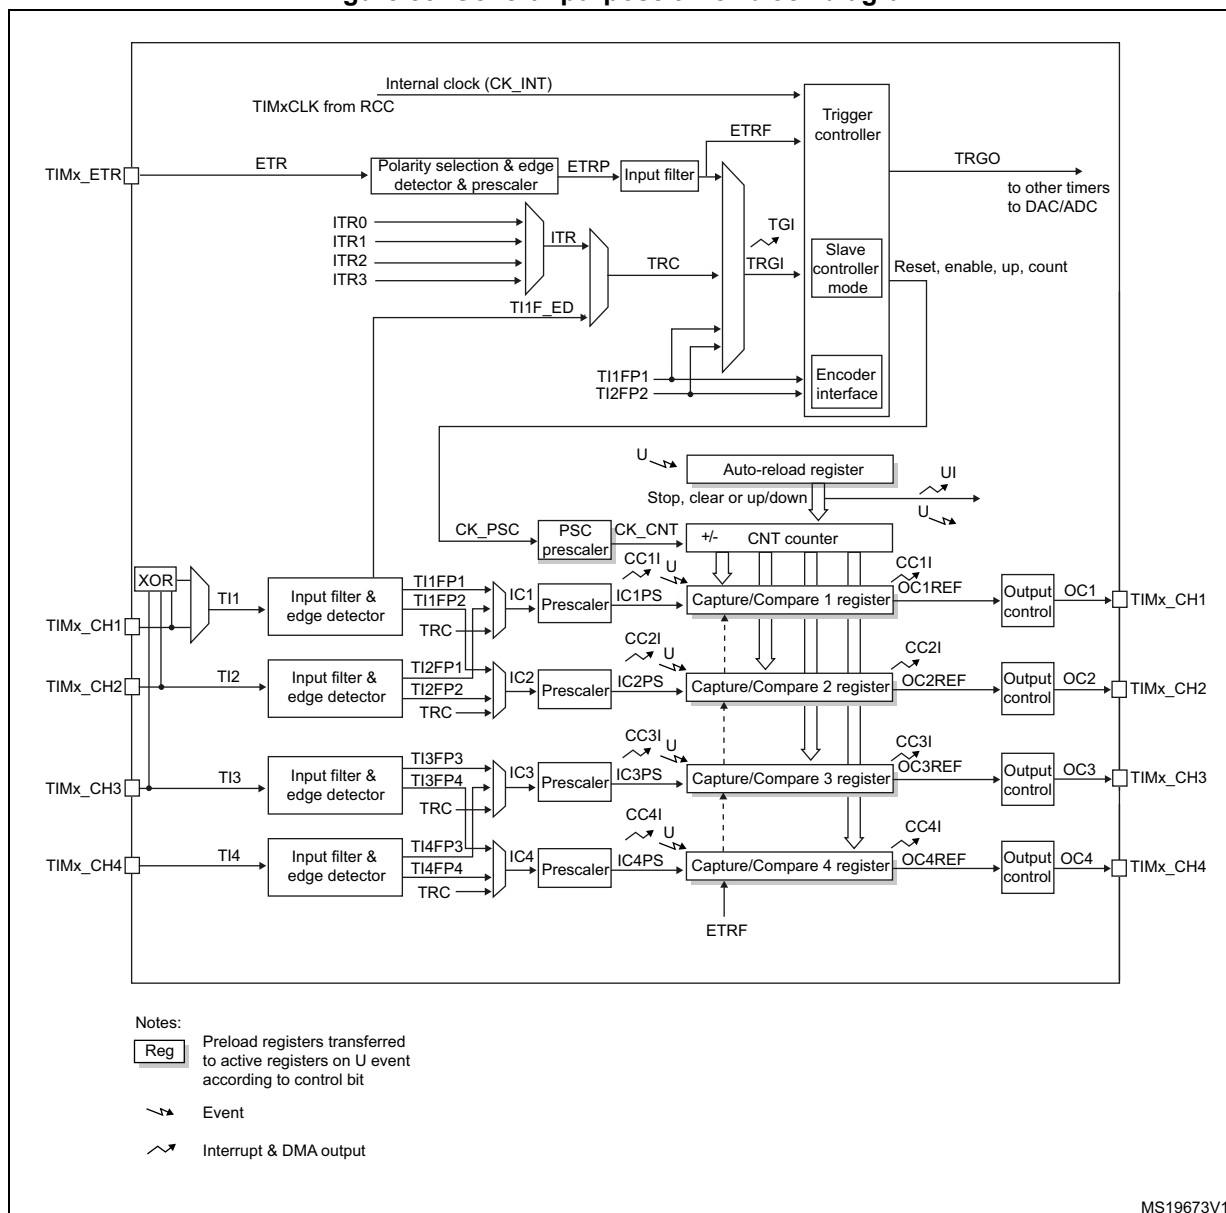 Internal clock (CK_INT)
TIMxCLK from RCC
Trigger
controller
ETRF
TIMx_ETR
ETR
Polarity selection & edge
detector & prescaler
ETRP
Input filter
TRGO
to other timers
to DAC/ADC
ITR0
ITR1
ITR2
ITR3
ITR
TRC
TGI
TRGI
Slave
controller
mode
Reset, enable, up, count
TI1F_ED
TI1FP1
TI2FP2
Encoder
interface
U
Auto-reload register
UI
Stop, clear or up/down
U
CK_PSC
PSC
prescaler
CK_CNT
+/-
CNT counter
XOR
TI1
TIMx_CH1
Input filter &
edge detector
TI1FP1
TI1FP2
TRC
IC1
Prescaler
CC1I
U
IC1PS
Capture/Compare 1 register
CC1I
OC1REF
Output
control
OC1
TIMx_CH1
TIMx_CH2
TI2
Input filter &
edge detector
TI2FP1
TI2FP2
TRC
IC2
Prescaler
CC2I
U
IC2PS
Capture/Compare 2 register
CC2I
OC2REF
Output
control
OC2
TIMx_CH2
TIMx_CH3
TI3
Input filter &
edge detector
TI3FP3
TI3FP4
TRC
IC3
Prescaler
CC3I
U
IC3PS
Capture/Compare 3 register
CC3I
OC3REF
Output
control
OC3
TIMx_CH3
TIMx_CH4
TI4
Input filter &
edge detector
TI4FP3
TI4FP4
TRC
IC4
Prescaler
CC4I
U
IC4PS
Capture/Compare 4 register
CC4I
OC4REF
Output
control
OC4
TIMx_CH4
ETRF
Notes:
Reg
Preload registers transferred
to active registers on U event
according to control bit
Event
Interrupt & DMA output
MS19673V1